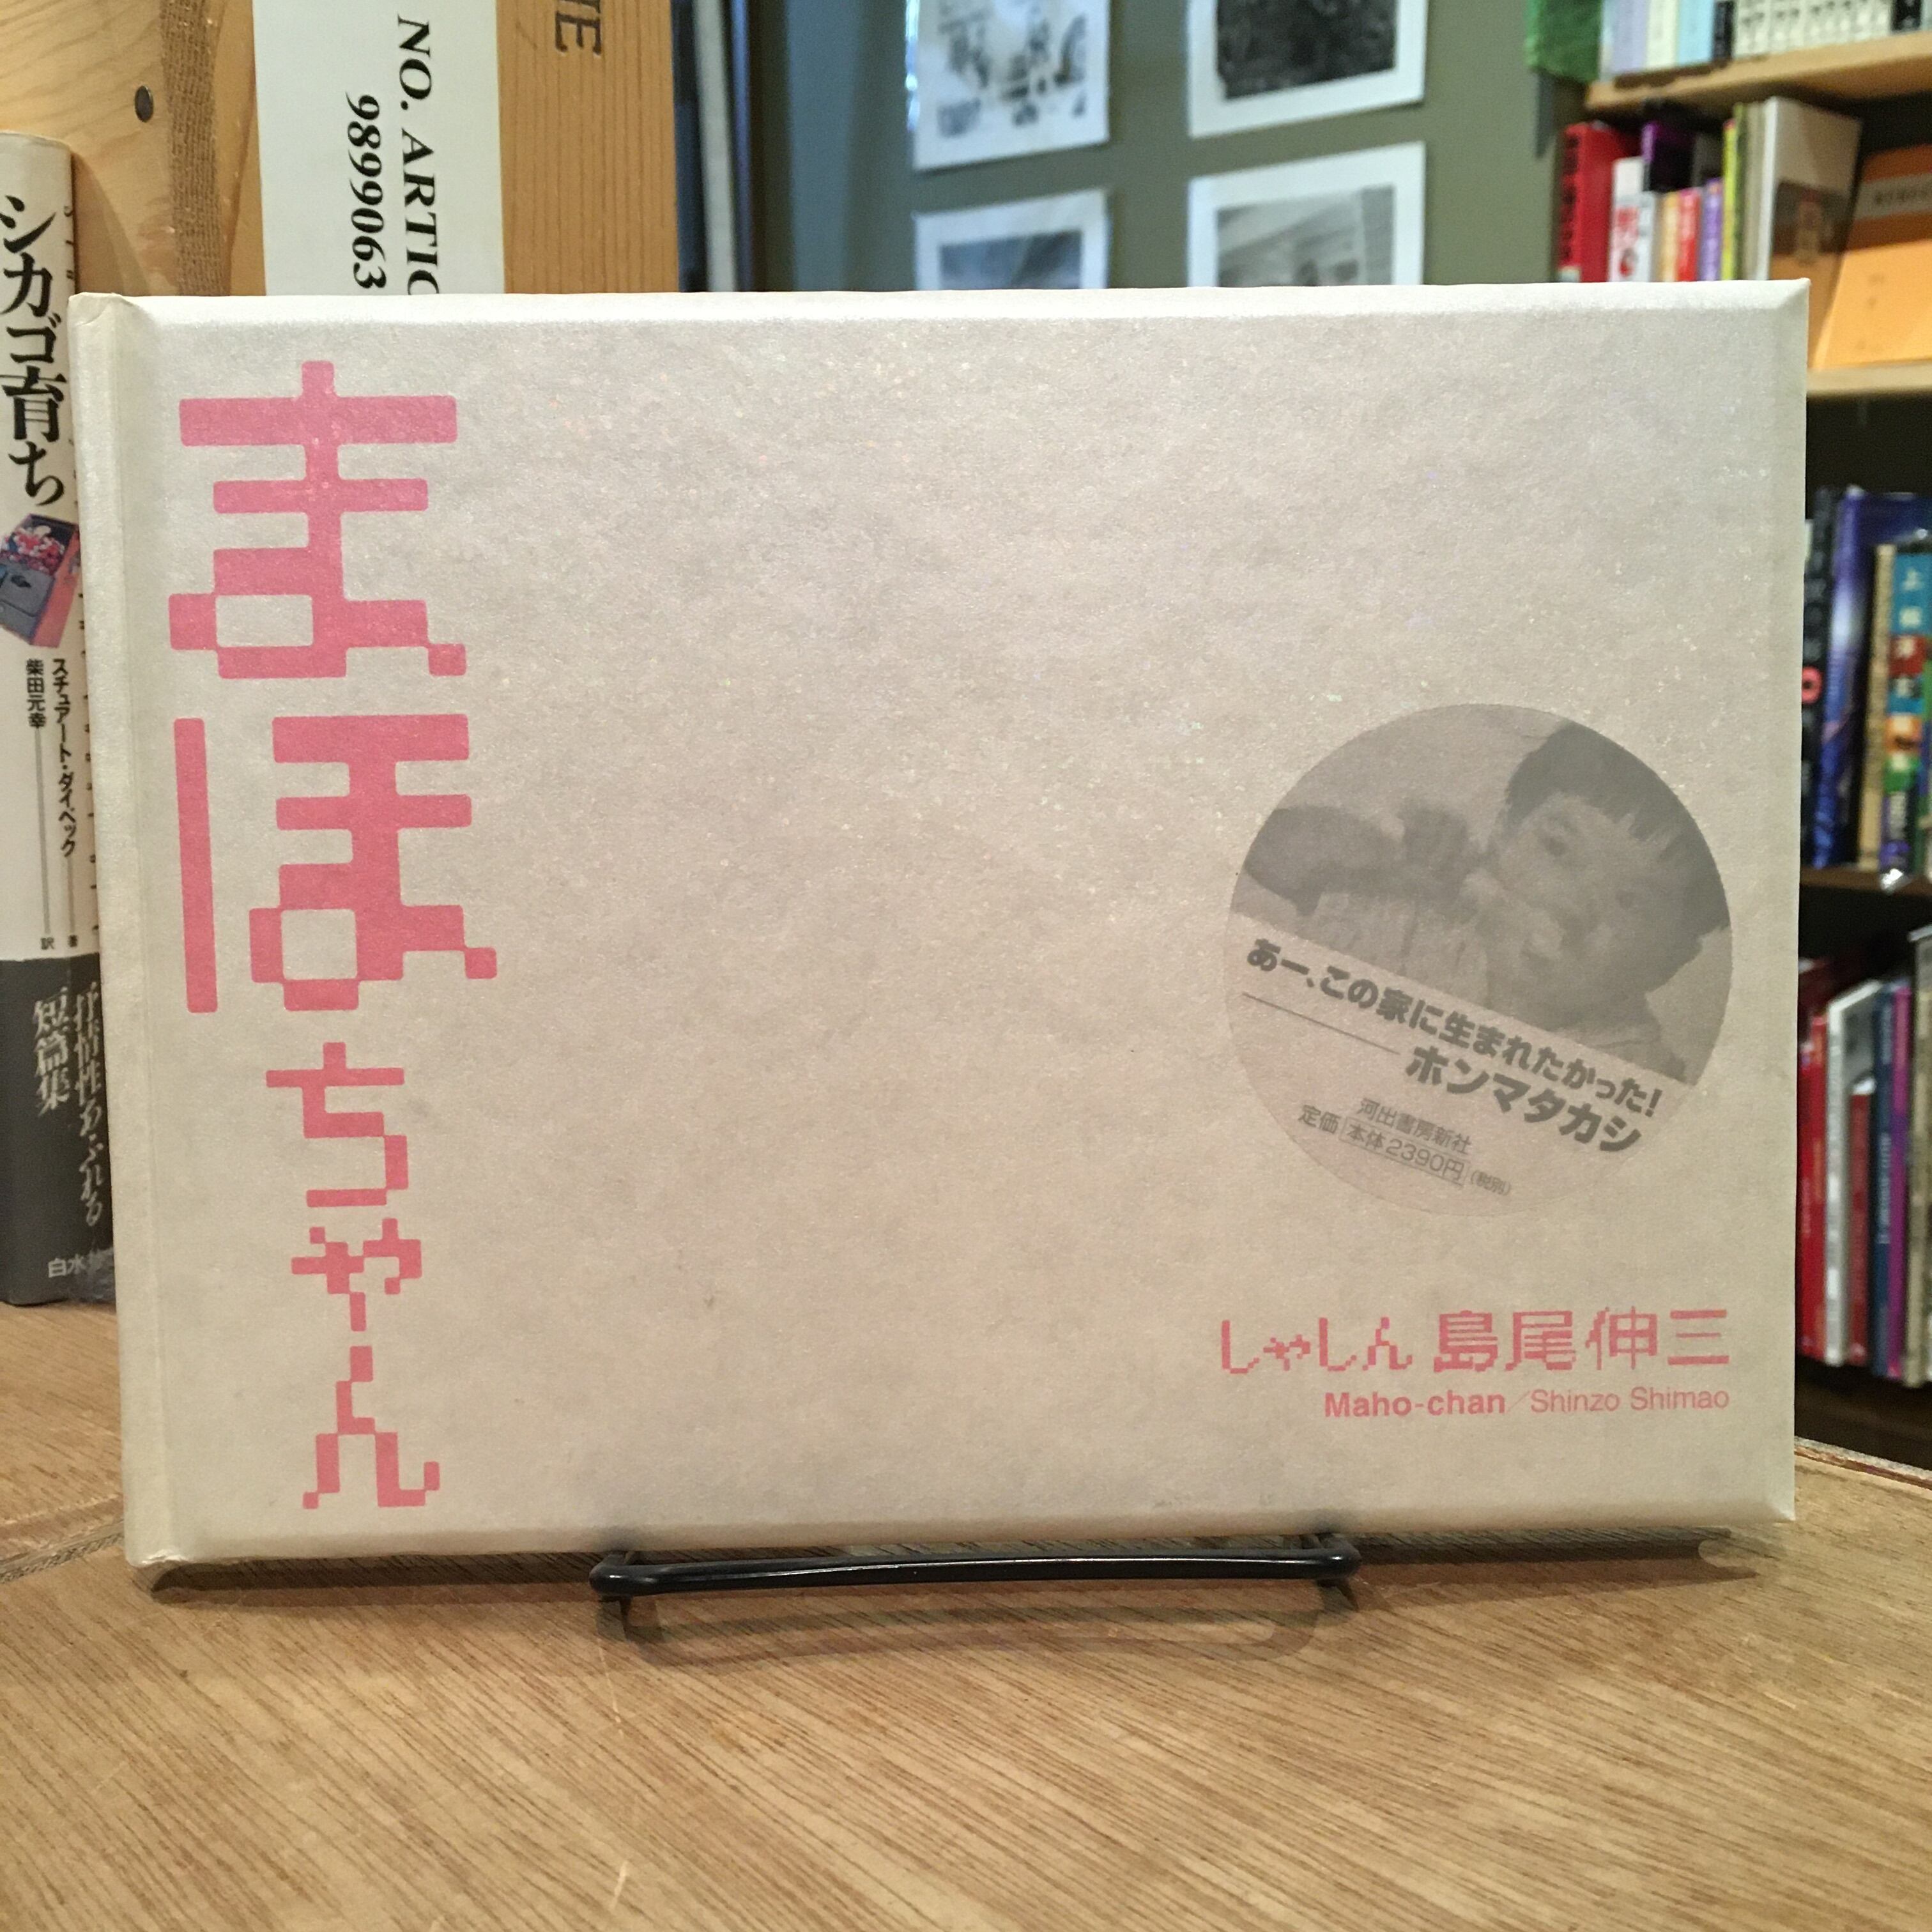 まほちゃん
あー、この家に生まれたかった!
ホンマタカシ
河出書房新社
定価 本体2390円(税別)
しゃしん 島尾伸三
Maho-chan/Shinzo Shimao
NO. ARTIC
9899063
シカゴ育ち
スチュアート・ダイベック 著
柴田元幸 訳
抒情性あふれる
短篇集